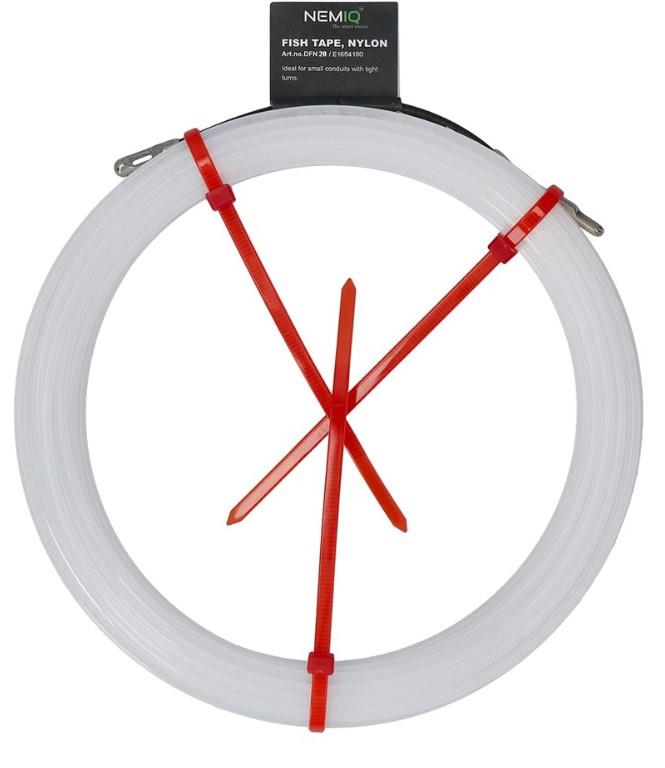 NEMIQ
The smart choice
FISH TAPE, NYLON
Art.no.DFN 20 / E1654180
Ideal for small conduits with tight
turns.